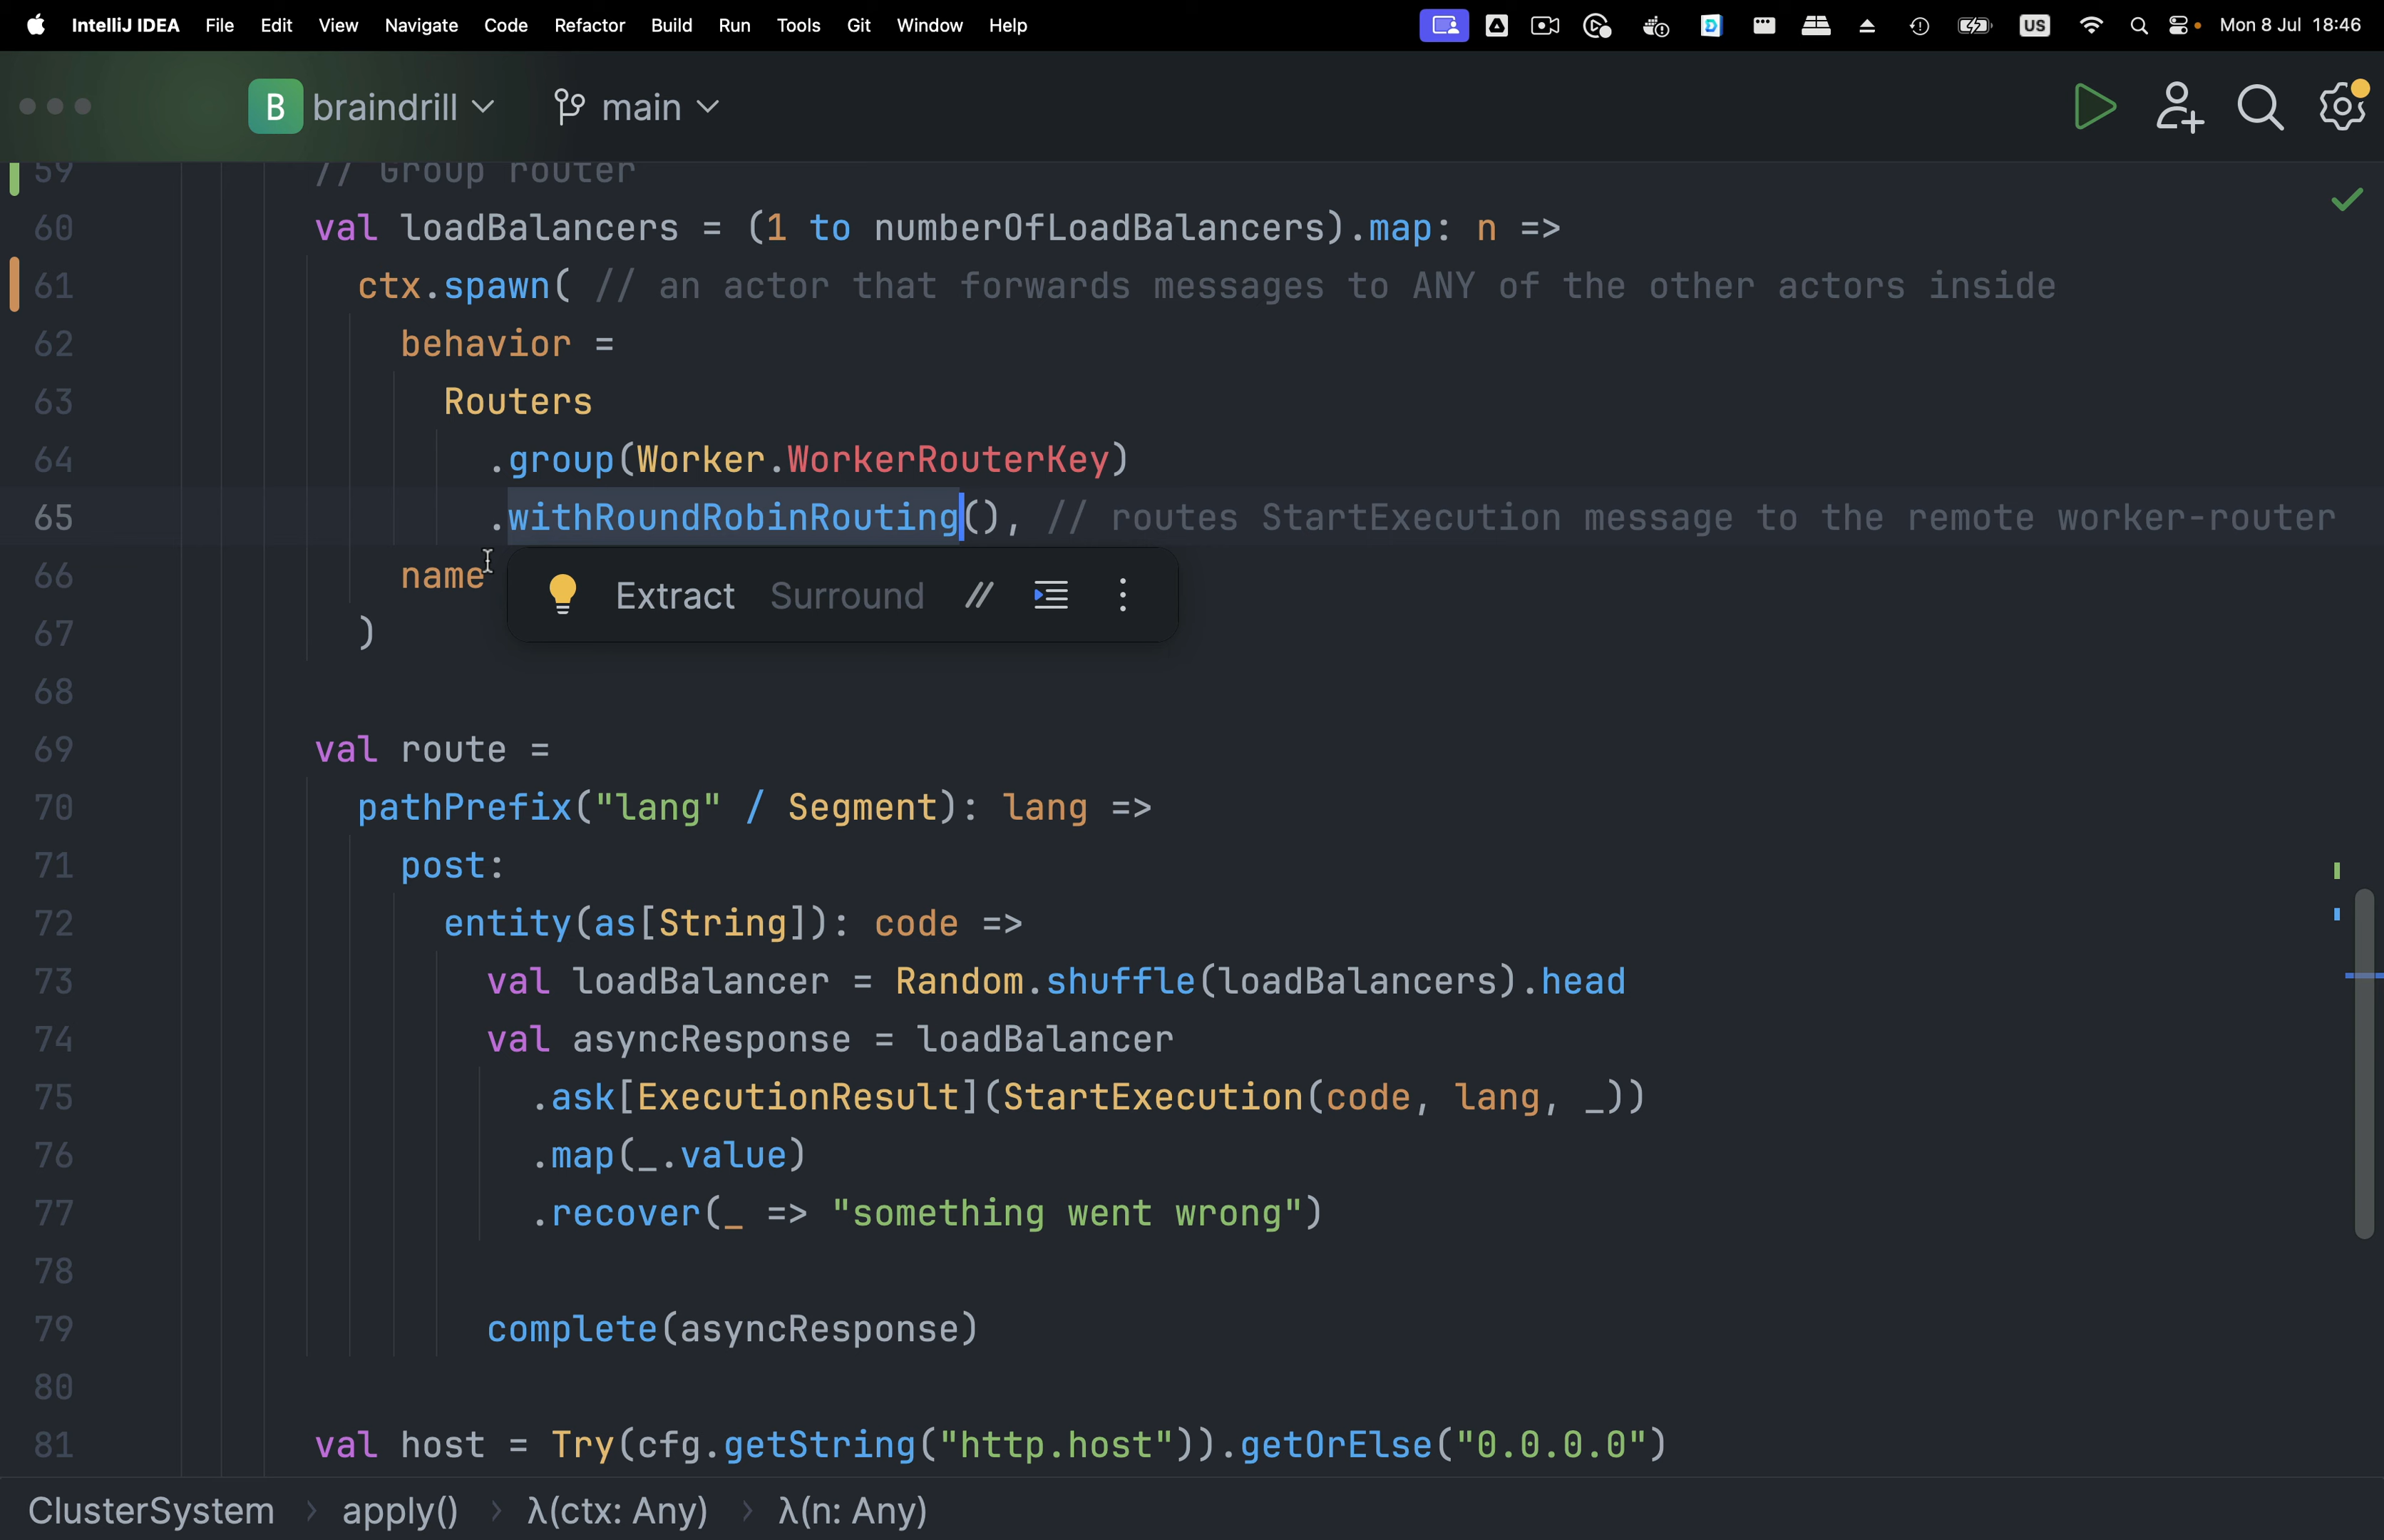 IntelliJ IDEA File Edit View Navigate Code Refactor Build Run Tools Git Window Help US Mon 8 Jul 18:46
B braindrill main
59 // Group router
60 val loadBalancers = (1 to numberOfLoadBalancers).map: n =>
61 ctx.spawn( // an actor that forwards messages to ANY of the other actors inside
62 behavior =
63 Routers
64 .group(Worker.WorkerRouterKey)
65 .withRoundRobinRouting(), // routes StartExecution message to the remote worker-router
66 name
Extract Surround //
67 )
68
69 val route =
70 pathPrefix("lang" / Segment): lang =>
71 post:
72 entity(as[String]): code =>
73 val loadBalancer = Random.shuffle(loadBalancers).head
74 val asyncResponse = loadBalancer
75 .ask[ExecutionResult](StartExecution(code, lang, _))
76 .map(_.value)
77 .recover(_ => "something went wrong")
78
79 complete(asyncResponse)
80
81 val host = Try(cfg.getString("http.host")).getOrElse("0.0.0.0")
ClusterSystem > apply() > λ(ctx: Any) > λ(n: Any)